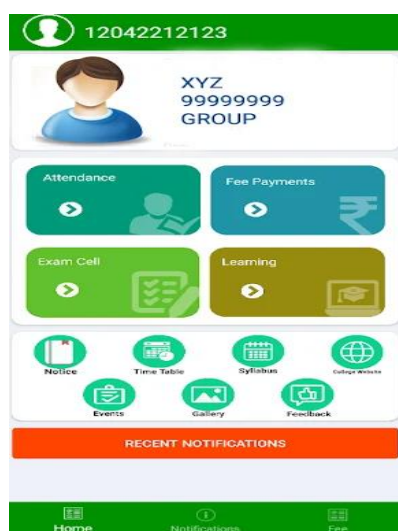 12042212123
XYZ
99999999
GROUP
Attendance
Fee Payments
Exam Cell
Learning
Notice
Time Table
Syllabus
College Website
Events
Gallery
Feedback
RECENT NOTIFICATIONS
Home
Notifications
Fee